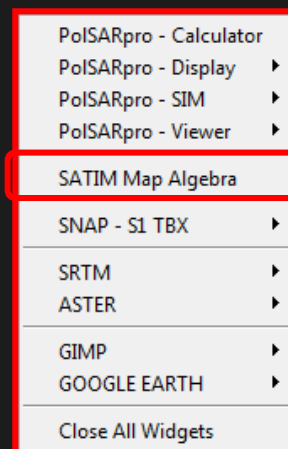 PolSARpro - Calculator
PolSARpro - Display
PolSARpro - SIM
PolSARpro - Viewer
SATIM Map Algebra
SNAP - S1 TBX
SRTM
ASTER
GIMP
GOOGLE EARTH
Close All Widgets